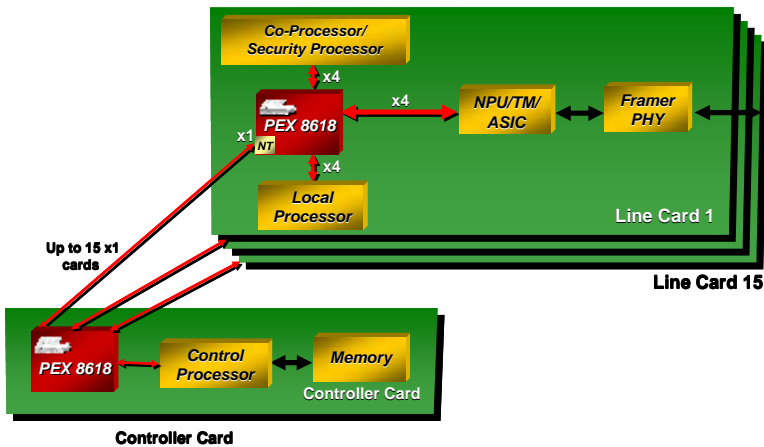 Co-Processor/
Security Processor
x4
PEX 8618
NT
x1
x4
NPU/TM/
ASIC
Framer
PHY
x4
Local
Processor
Line Card 1
Up to 15 x1
cards
Line Card 15
PEX 8618
Control
Processor
Memory
Controller Card
Controller Card